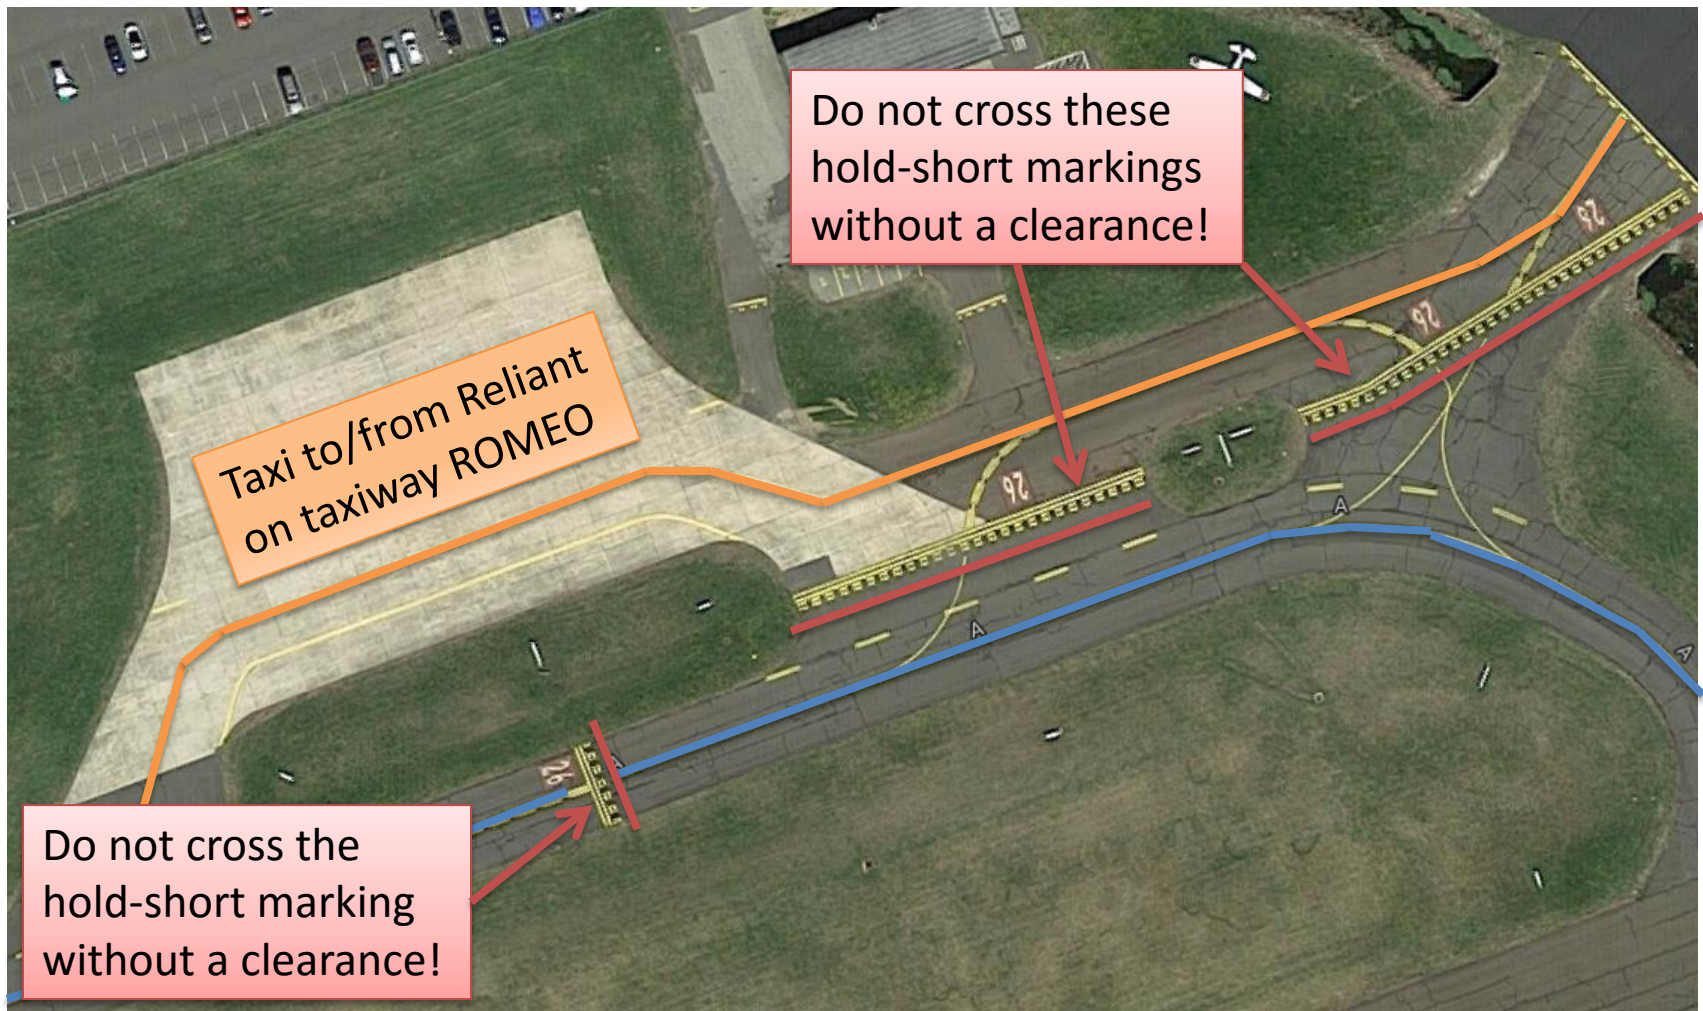 Do not cross these
hold-short markings
without a clearance!
26
26
Taxi to/from Reliant
on taxiway ROMEO
26
A
A
A
26
Do not cross the
hold-short marking
without a clearance!